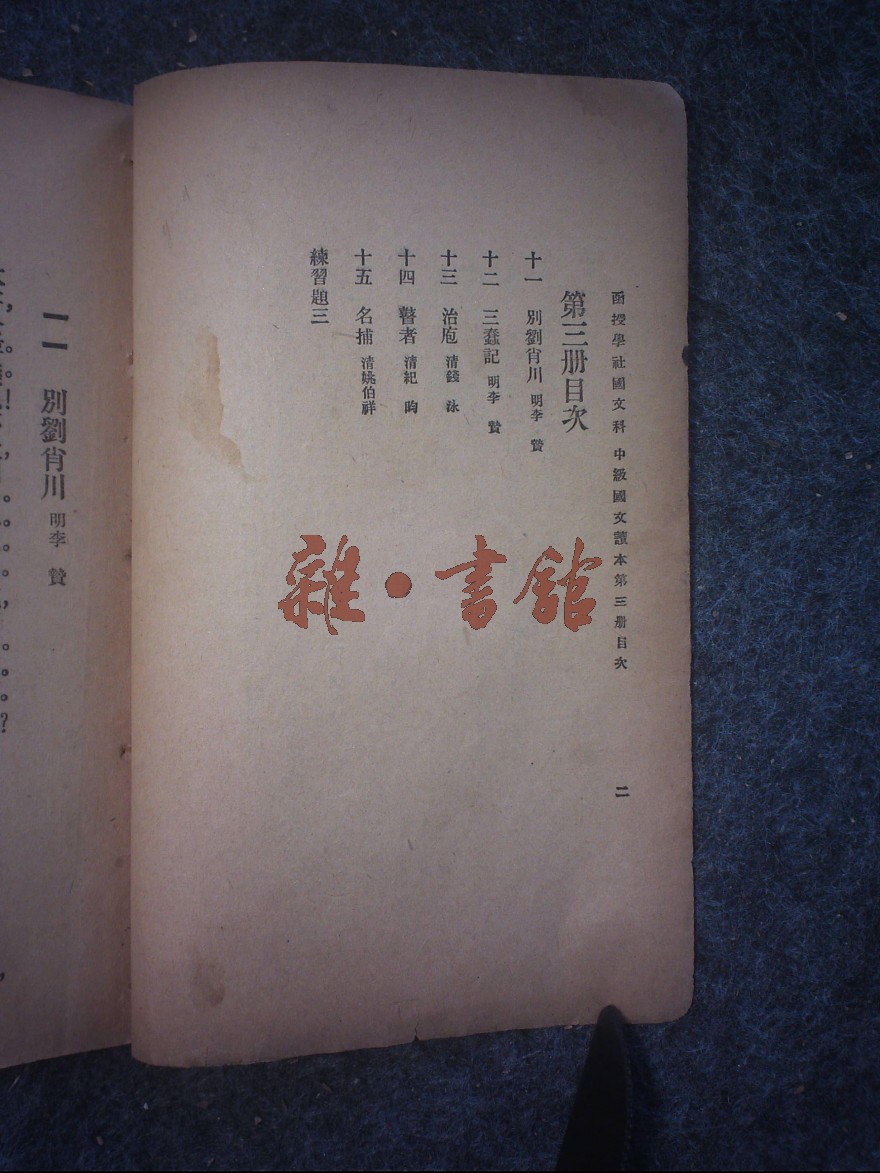 函授學社國文科 中級國文讀本第三册目次 二
第三册目次
十一 別劉肖川 明李 贄
十二 三蠢記 明李 贄
十三 治庖 清錢 泳
十四 瞽者 清紀 昀
十五 名捕 清姚伯祥
練習題三
雜·書館
一一 別劉肖川 明李 贄